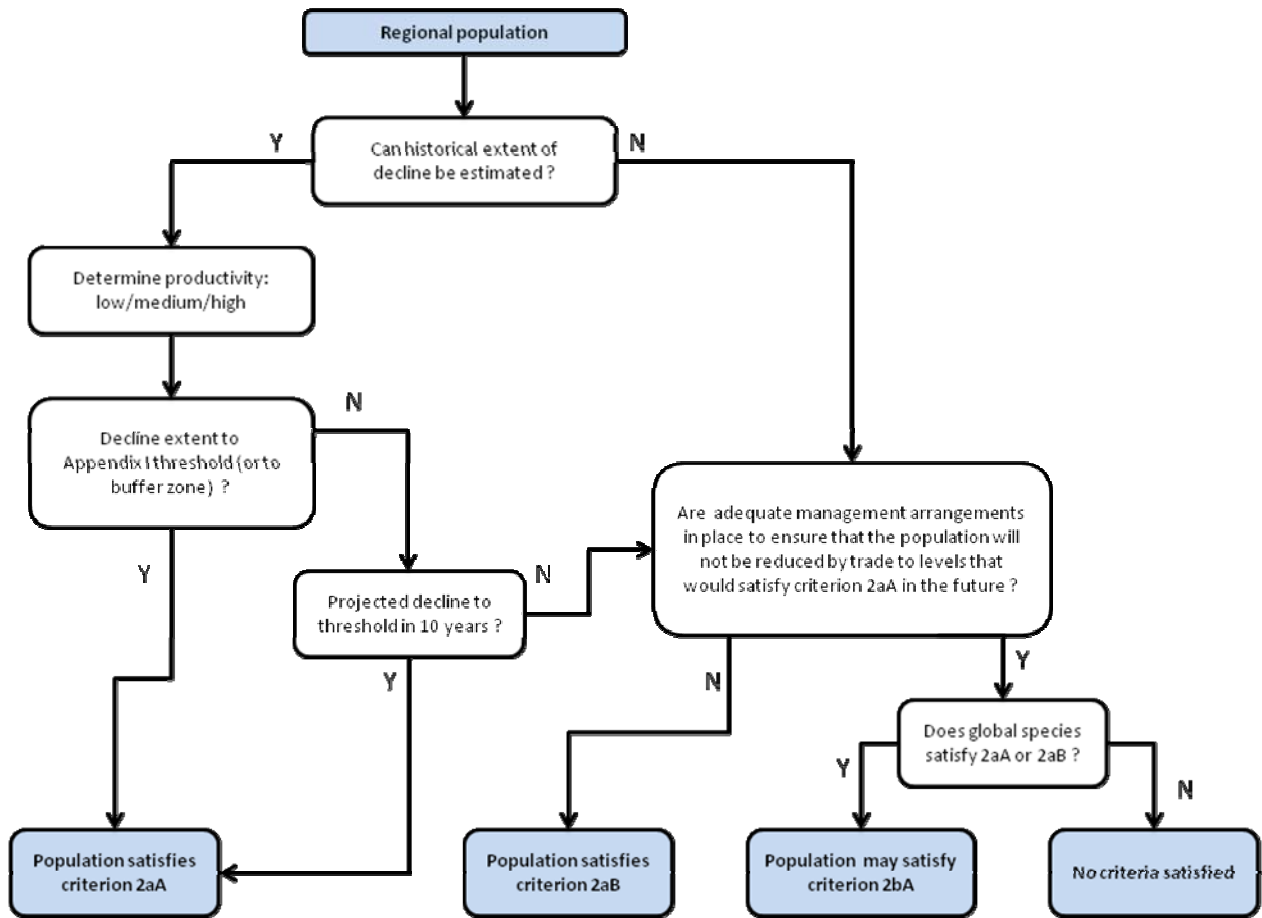 Regional population
Y
N
Can historical extent of
decline be estimated ?
Determine productivity:
low/medium/high
N
Decline extent to
Appendix I threshold (or to
buffer zone) ?
Are adequate management arrangements
in place to ensure that the population will
not be reduced by trade to levels that
would satisfy criterion 2aA in the future ?
Y
N
Projected decline to
threshold in 10 years ?
Y
N
Y
Does global species
satisfy 2aA or 2aB ?
Y
N
Population satisfies
criterion 2aA
Population satisfies
criterion 2aB
Population may satisfy
criterion 2bA
No criteria satisfied